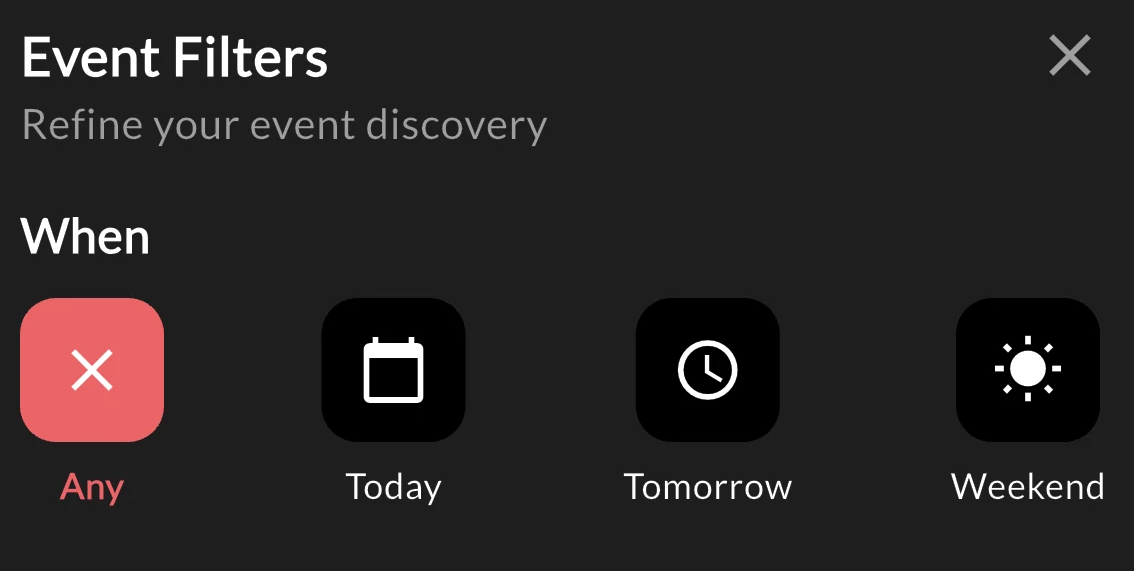 Event Filters
Refine your event discovery
When
Any
Today
Tomorrow
Weekend